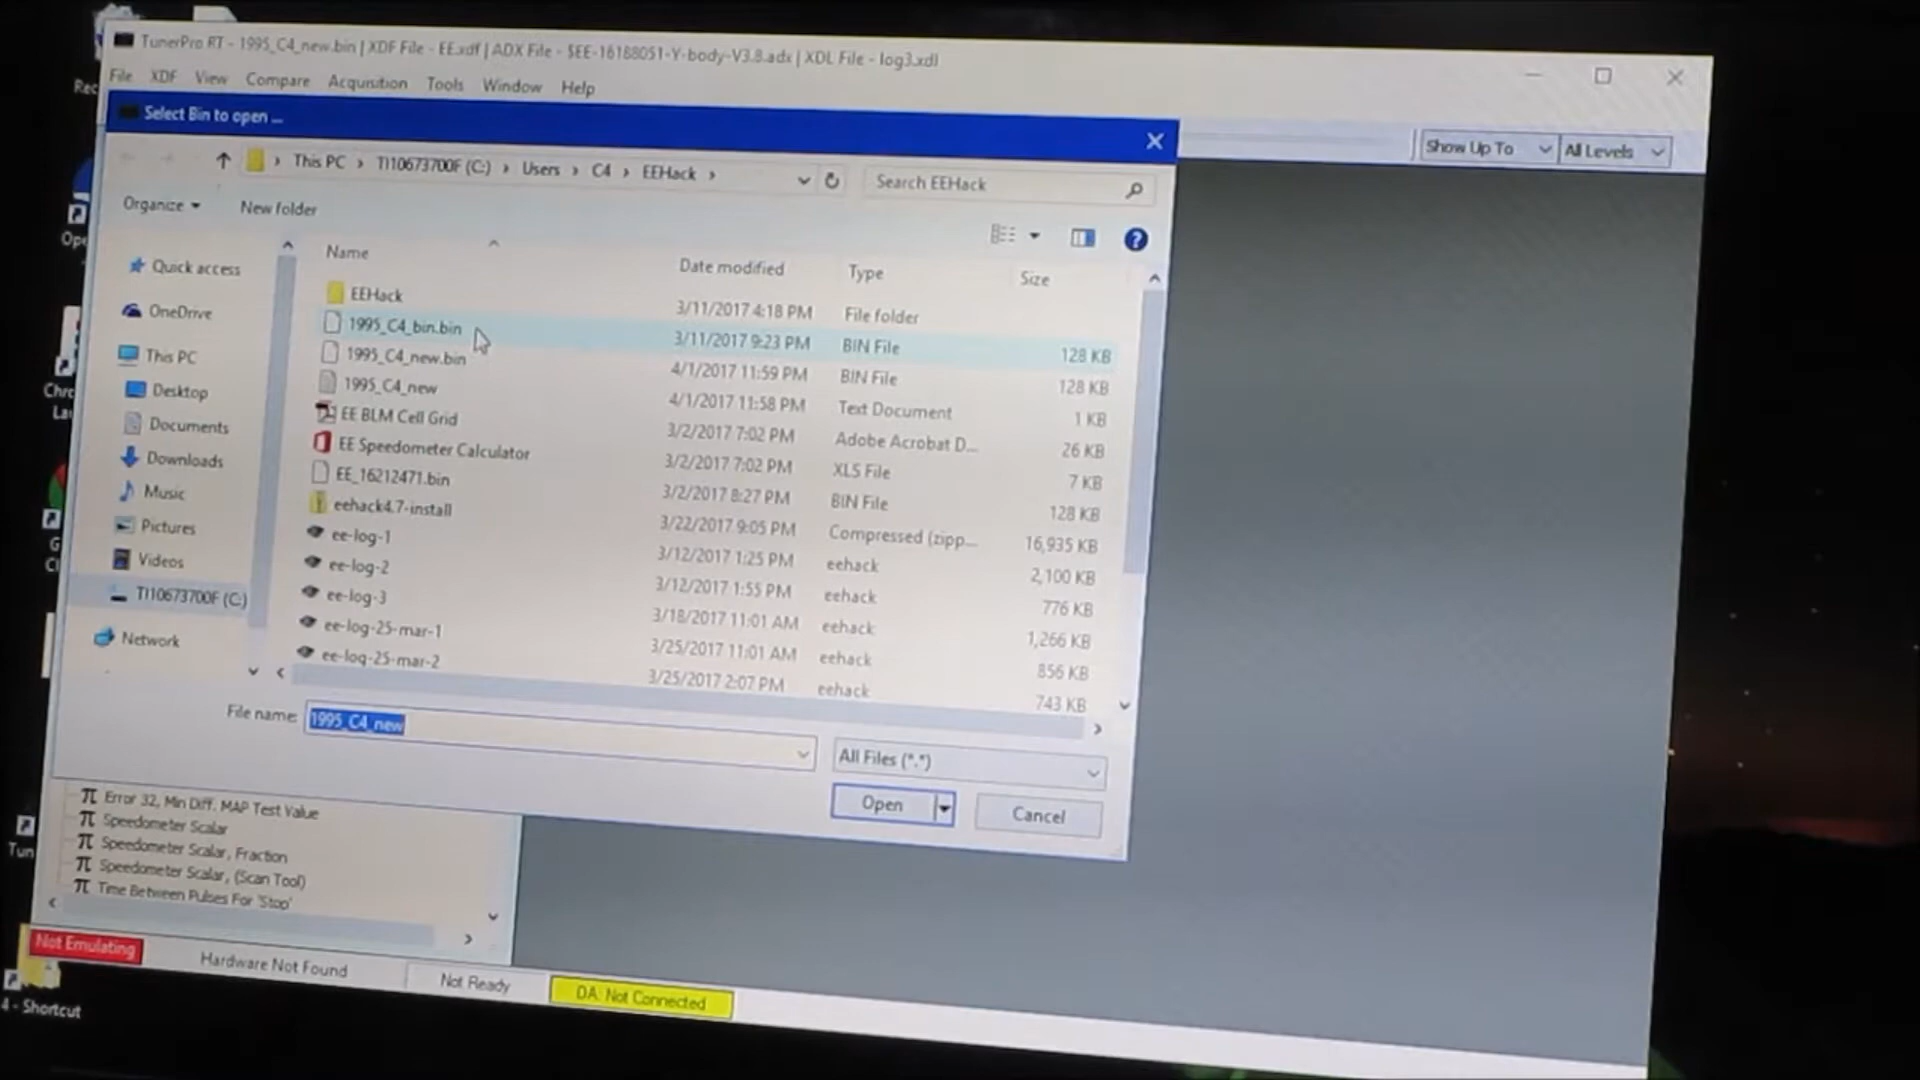 TunerPro RT - 1995_C4_new.bin | XDF File - EE.xdf | ADX File - $EE-16188051-Y-body-V3.8.adx | XDL File - log3.xdl
File XDF View Compare Acquisition Tools Window Help
Select Bin to open ...
Show Up To All Levels
This PC > TI10673700F (C:) > Users > C4 > EEHack >
Search EEHack
Organize New folder
Name Date modified Type Size
Quick access
OneDrive
This PC
Desktop
Documents
Downloads
Music
Pictures
Videos
TI10673700F (C:)
Network
EEHack 3/11/2017 4:18 PM File folder
1995_C4_bin.bin 3/11/2017 9:23 PM BIN File 128 KB
1995_C4_new.bin 4/1/2017 11:59 PM BIN File 128 KB
1995_C4_new 4/1/2017 11:58 PM Text Document 1 KB
EE BLM Cell Grid 3/2/2017 7:02 PM Adobe Acrobat D... 26 KB
EE Speedometer Calculator 3/2/2017 7:02 PM XLS File 7 KB
EE_16212471.bin 3/2/2017 8:27 PM BIN File 128 KB
eehack4.7-install 3/22/2017 9:05 PM Compressed (zipp... 16,935 KB
ee-log-1 3/12/2017 1:25 PM eehack 2,100 KB
ee-log-2 3/12/2017 1:55 PM eehack 776 KB
ee-log-3 3/18/2017 11:01 AM eehack 1,266 KB
ee-log-25-mar-1 3/25/2017 11:01 AM eehack 856 KB
ee-log-25-mar-2 3/25/2017 2:07 PM eehack 743 KB
File name: 1995_C4_new
All Files (*.*)
Open Cancel
Error 32, Min Diff. MAP Test Value
Speedometer Scalar
Speedometer Scalar, Fraction
Speedometer Scalar, (Scan Tool)
Time Between Pulses For 'Stop'
Not Emulating Hardware Not Found Not Ready DA: Not Connected
4 - Shortcut